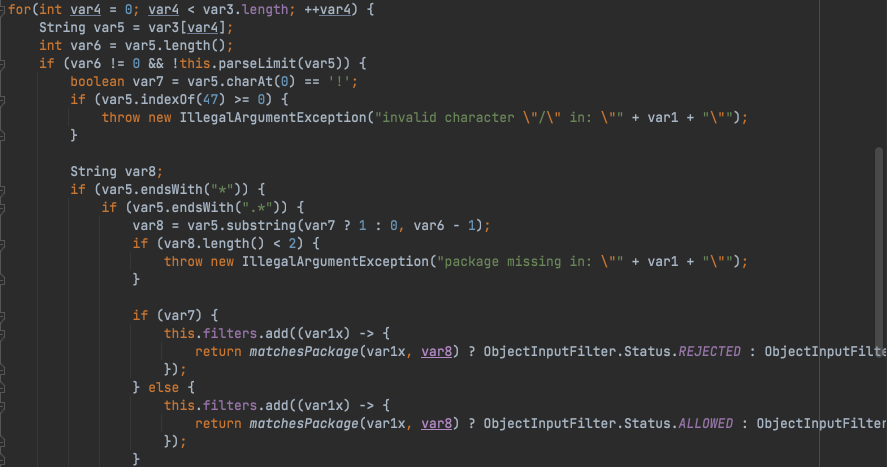 for(int var4 = 0; var4 < var3.length; ++var4) {
String var5 = var3[var4];
int var6 = var5.length();
if (var6 != 0 && !this.parseLimit(var5)) {
boolean var7 = var5.charAt(0) == '!';
if (var5.indexOf(47) >= 0) {
throw new IllegalArgumentException("invalid character \"/\" in: \"" + var1 + "\"");
}
String var8;
if (var5.endsWith("*")) {
if (var5.endsWith(".*")) {
var8 = var5.substring(var7 ? 1 : 0, var6 - 1);
if (var8.length() < 2) {
throw new IllegalArgumentException("package missing in: \"" + var1 + "\"");
}
if (var7) {
this.filters.add((var1x) -> {
return matchesPackage(var1x, var8) ? ObjectInputFilter.Status.REJECTED : ObjectInputFilte
});
} else {
this.filters.add((var1x) -> {
return matchesPackage(var1x, var8) ? ObjectInputFilter.Status.ALLOWED : ObjectInputFilter
});
}